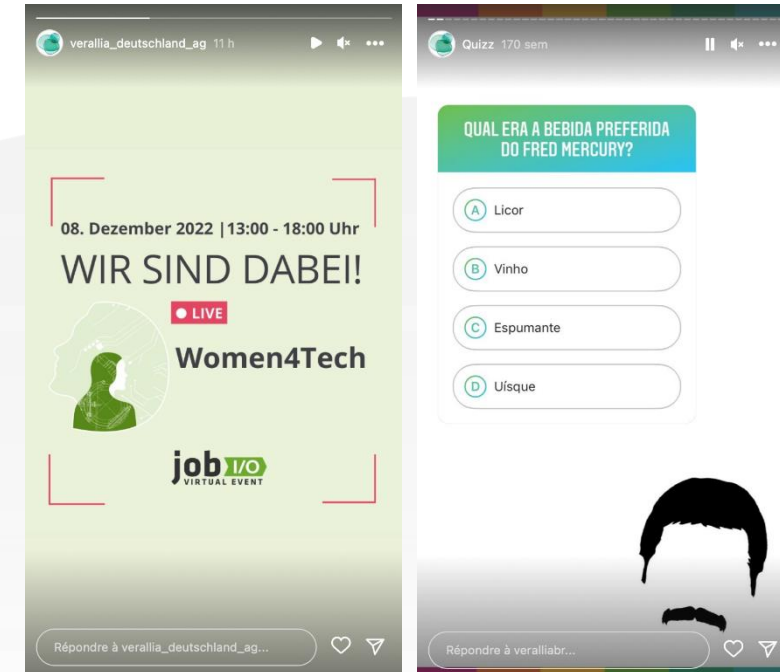 verallia_deutschland_ag 11 h
08. Dezember 2022 |13:00 - 18:00 Uhr
WIR SIND DABEI!
LIVE
Women4Tech
job I/O
VIRTUAL EVENT
Répondre à verallia_deutschland_ag...
Quizz 170 sem
QUAL ERA A BEBIDA PREFERIDA
DO FRED MERCURY?
A Licor
B Vinho
C Espumante
D Uísque
Répondre à veralliabr...